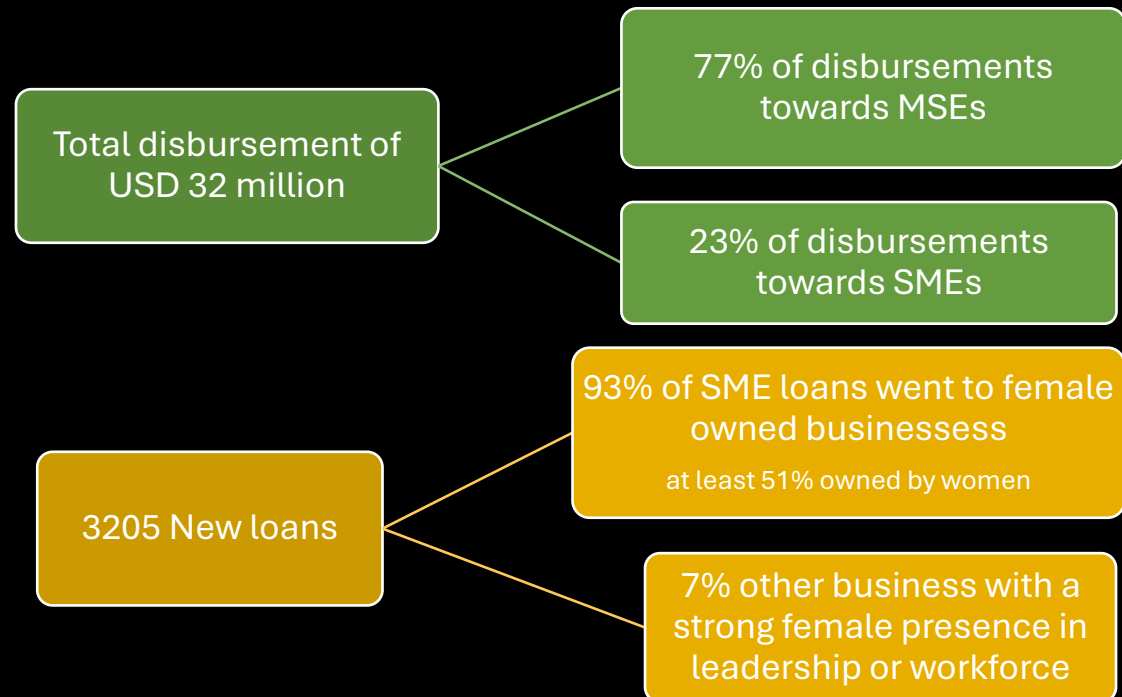 Total disbursement of
USD 32 million
77% of disbursements
towards MSEs
23% of disbursements
towards SMEs
3205 New loans
93% of SME loans went to female
owned businessess
at least 51% owned by women
7% other business with a
strong female presence in
leadership or workforce